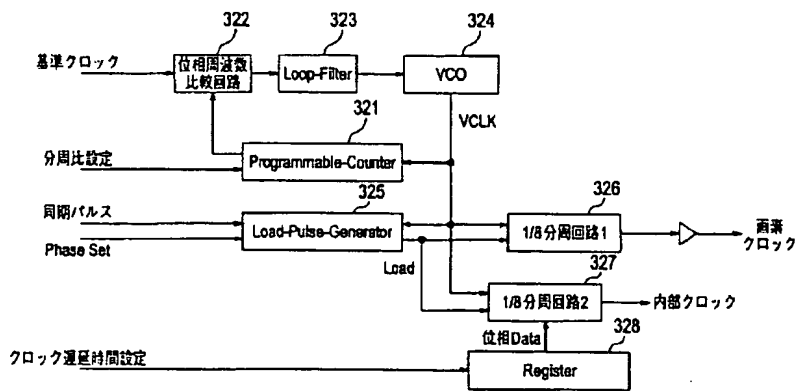 322
323
324
基準クロック
位相周波数
比較回路
Loop-Filter
VCO
321
VCLK
分周比設定
Programmable-Counter
325
326
同期パルス
Load-Pulse-Generator
1/8分周回路1
画素
クロック
Phase Set
Load
327
1/8分周回路2
内部クロック
位相Data
328
クロック遅延時間設定
Register